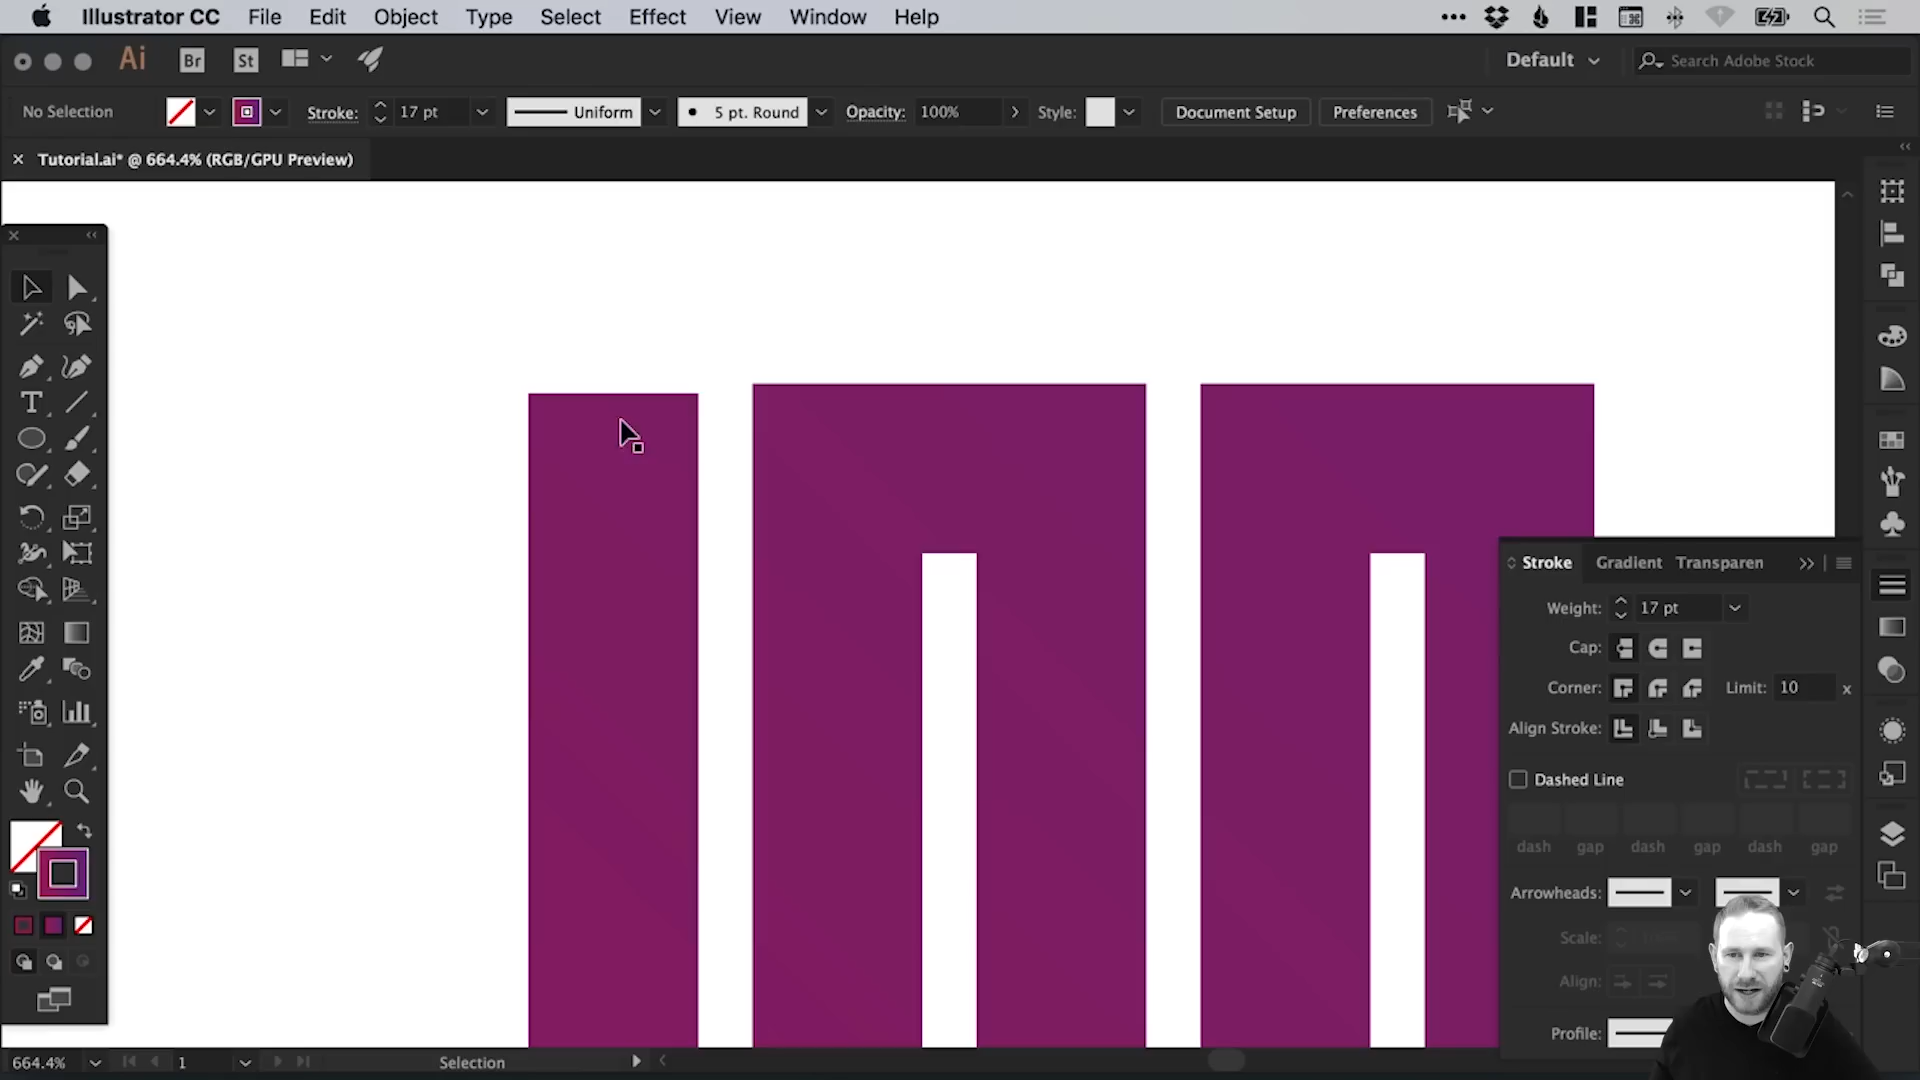 Illustrator CC File Edit Object Type Select Effect View Window Help
Ai Br St Default Search Adobe Stock
No Selection Stroke: 17 pt Uniform 5 pt. Round Opacity: 100% Style: Document Setup Preferences
Tutorial.ai* @ 664.4% (RGB/GPU Preview)
Stroke Gradient Transparen
Weight: 17 pt
Cap:
Corner: Limit: 10 x
Align Stroke:
Dashed Line
dash gap dash gap dash gap
Arrowheads:
Scale:
Align:
Profile:
664.4% 1 Selection